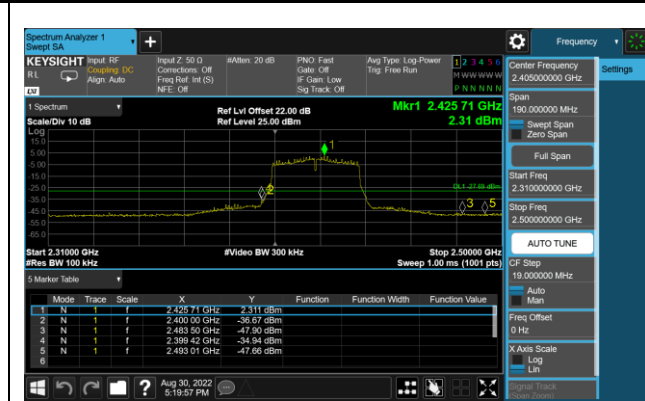 Spectrum Analyzer 1
Swept SA
+
Frequency
KEYSIGHT
RL
LXI
Input: RF
Coupling: DC
Align: Auto
Input Z: 50 Ω
Corrections: Off
Freq Ref: Int (S)
NFE: Off
#Atten: 20 dB
PNO: Fast
Gate: Off
IF Gain: Low
Sig Track: Off
Avg Type: Log-Power
Trig: Free Run
1 2 3 4 5 6
M W W W W W
P N N N N N
Center Frequency
2.405000000 GHz
Settings
Span
190.000000 MHz
Swept Span
Zero Span
Full Span
Start Freq
2.310000000 GHz
Stop Freq
2.500000000 GHz
AUTO TUNE
CF Step
19.000000 MHz
Auto
Man
Freq Offset
0 Hz
X Axis Scale
Log
Lin
Signal Track
(Span Zoom)
1 Spectrum
Scale/Div 10 dB
Ref Lvl Offset 22.00 dB
Ref Level 25.00 dBm
Mkr1 2.425 71 GHz
2.31 dBm
Log
15.0
5.00
-5.00
-15.0
-25.0
-35.0
-45.0
-55.0
-65.0
1
2
3
5
DL1 -27.69 dBm
Start 2.31000 GHz
#Res BW 100 kHz
#Video BW 300 kHz
Stop 2.50000 GHz
Sweep 1.00 ms (1001 pts)
5 Marker Table
Mode Trace Scale X Y Function Function Width Function Value
1 N 1 f 2.425 71 GHz 2.311 dBm
2 N 1 f 2.400 00 GHz -36.67 dBm
3 N 1 f 2.483 50 GHz -47.90 dBm
4 N 1 f 2.399 42 GHz -34.94 dBm
5 N 1 f 2.493 01 GHz -47.66 dBm
6
?
Aug 30, 2022
5:19:57 PM